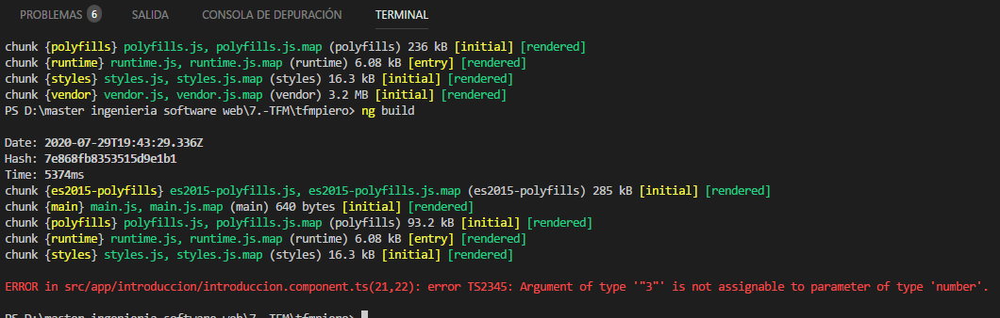 PROBLEMAS 6 SALIDA CONSOLA DE DEPURACIÓN TERMINAL
chunk {polyfills} polyfills.js, polyfills.js.map (polyfills) 236 kB [initial] [rendered]
chunk {runtime} runtime.js, runtime.js.map (runtime) 6.08 kB [entry] [rendered]
chunk {styles} styles.js, styles.js.map (styles) 16.3 kB [initial] [rendered]
chunk {vendor} vendor.js, vendor.js.map (vendor) 3.2 MB [initial] [rendered]
PS D:\master ingenieria software web\7.-TFM\tfmpiero> ng build
Date: 2020-07-29T19:43:29.336Z
Hash: 7e868fb8353515d9e1b1
Time: 5374ms
chunk {es2015-polyfills} es2015-polyfills.js, es2015-polyfills.js.map (es2015-polyfills) 285 kB [initial] [rendered]
chunk {main} main.js, main.js.map (main) 640 bytes [initial] [rendered]
chunk {polyfills} polyfills.js, polyfills.js.map (polyfills) 93.2 kB [initial] [rendered]
chunk {runtime} runtime.js, runtime.js.map (runtime) 6.08 kB [entry] [rendered]
chunk {styles} styles.js, styles.js.map (styles) 16.3 kB [initial] [rendered]
ERROR in src/app/introduccion/introduccion.component.ts(21,22): error TS2345: Argument of type '"3"' is not assignable to parameter of type 'number'.
PS D:\master ingenieria software web\7.-TFM\tfmpiero>